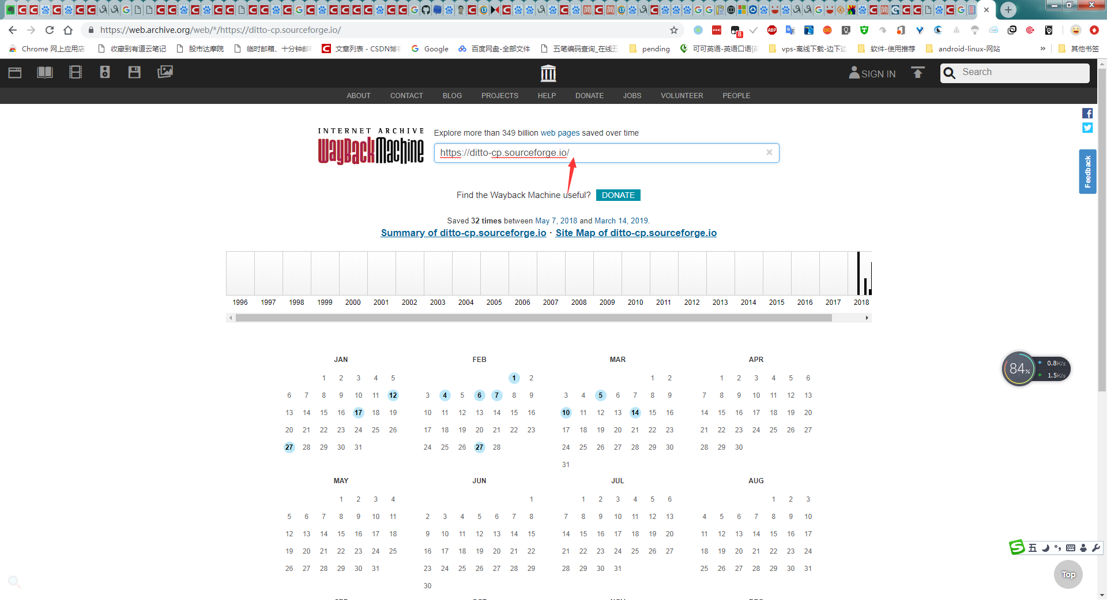 https://web.archive.org/web/*/https://ditto-cp.sourceforge.io/
Chrome 网上应用店 收藏到有道云笔记 股市达摩院 临时邮箱、十分钟邮 文章列表 - CSDN博 Google 百度网盘-全部文件 五笔编码查询_在线五 pending 可可英语-英语口语 vps-离线下载-边下边 软件-使用推荐 android-linux-网站 » 其他书签
SIGN IN Search
ABOUT CONTACT BLOG PROJECTS HELP DONATE JOBS VOLUNTEER PEOPLE
INTERNET ARCHIVE
WayBackMachine
Explore more than 349 billion web pages saved over time
https://ditto-cp.sourceforge.io/
Feedback
Find the Wayback Machine useful? DONATE
Saved 32 times between May 7, 2018 and March 14, 2019.
Summary of ditto-cp.sourceforge.io · Site Map of ditto-cp.sourceforge.io
1996 1997 1998 1999 2000 2001 2002 2003 2004 2005 2006 2007 2008 2009 2010 2011 2012 2013 2014 2015 2016 2017 2018
JAN FEB MAR APR
1 2 3 4 5 1 2 1 2 1 2 3 4 5 6
6 7 8 9 10 11 12 3 4 5 6 7 8 9 3 4 5 6 7 8 9 7 8 9 10 11 12 13
13 14 15 16 17 18 19 10 11 12 13 14 15 16 10 11 12 13 14 15 16 14 15 16 17 18 19 20
20 21 22 23 24 25 26 17 18 19 20 21 22 23 17 18 19 20 21 22 23 21 22 23 24 25 26 27
27 28 29 30 31 24 25 26 27 28 24 25 26 27 28 29 30 28 29 30
31
84% 0.8K/s
1.5K/s
MAY JUN JUL AUG
1 2 3 4 1 1 2 3 4 5 6 1 2 3
5 6 7 8 9 10 11 2 3 4 5 6 7 8 7 8 9 10 11 12 13 4 5 6 7 8 9 10
12 13 14 15 16 17 18 9 10 11 12 13 14 15 14 15 16 17 18 19 20 11 12 13 14 15 16 17
19 20 21 22 23 24 25 16 17 18 19 20 21 22 21 22 23 24 25 26 27 18 19 20 21 22 23 24
26 27 28 29 30 31 23 24 25 26 27 28 29 28 29 30 31 25 26 27 28 29 30 31
30
五
Top